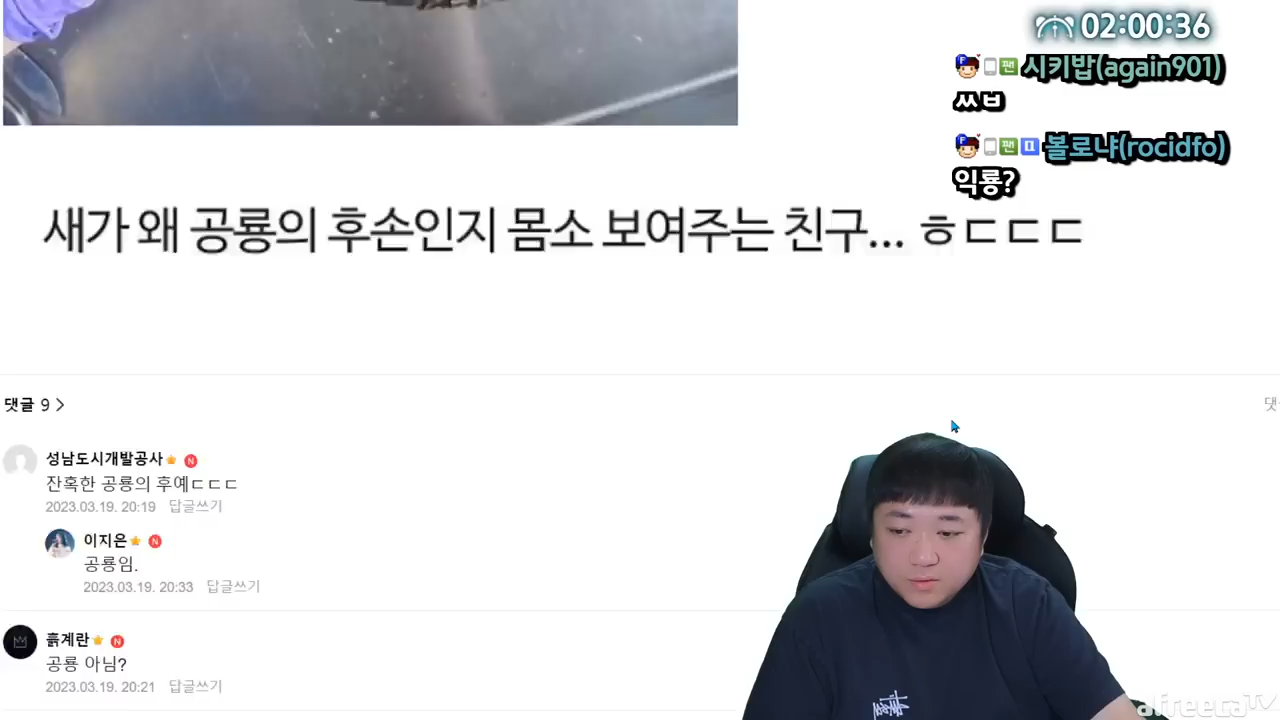 02:00:36
시키밥(again901)
ㅆㅂ
볼로냐(rocidfo)
익룡?
새가 왜 공룡의 후손인지 몸소 보여주는 친구... ㅎㄷㄷㄷ
댓글 9
성남도시개발공사
잔혹한 공룡의 후예ㄷㄷㄷ
2023.03.19. 20:19 답글쓰기
이지은
공룡임.
2023.03.19. 20:33 답글쓰기
흙계란
공룡 아님?
2023.03.19. 20:21 답글쓰기
afreecaTV